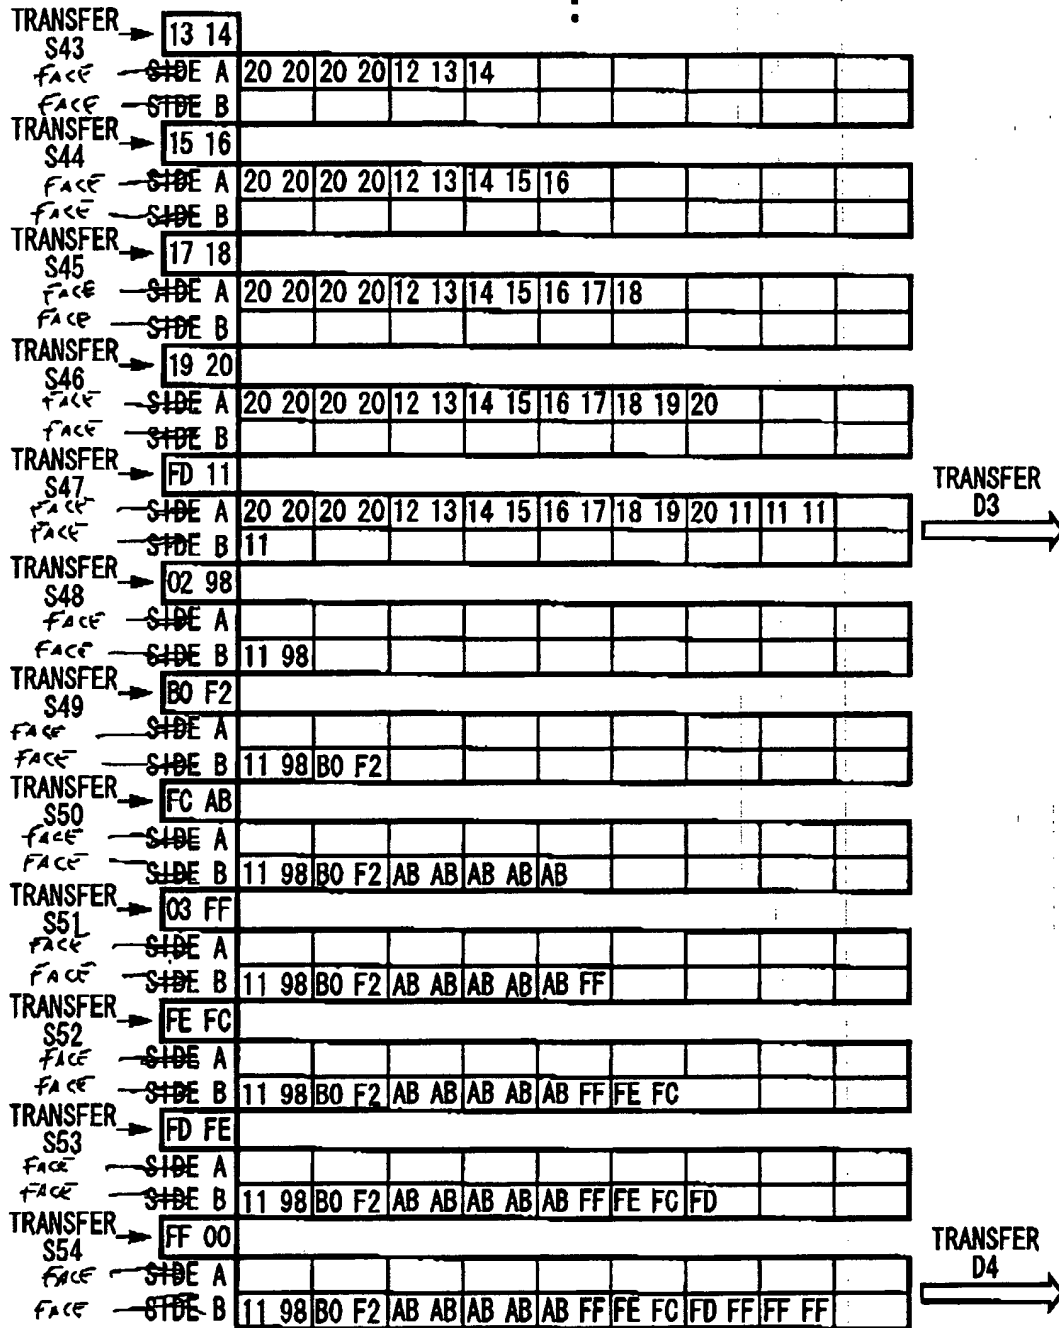 TRANSFER S43 13 14
FACE SIDE A 20 20 20 20 12 13 14
FACE SIDE B
TRANSFER S44 15 16
FACE SIDE A 20 20 20 20 12 13 14 15 16
FACE SIDE B
TRANSFER S45 17 18
FACE SIDE A 20 20 20 20 12 13 14 15 16 17 18
FACE SIDE B
TRANSFER S46 19 20
FACE SIDE A 20 20 20 20 12 13 14 15 16 17 18 19 20
FACE SIDE B
TRANSFER S47 FD 11
FACE SIDE A 20 20 20 20 12 13 14 15 16 17 18 19 20 11 11 11 TRANSFER D3
FACE SIDE B 11
TRANSFER S48 02 98
FACE SIDE A
FACE SIDE B 11 98
TRANSFER S49 B0 F2
FACE SIDE A
FACE SIDE B 11 98 B0 F2
TRANSFER S50 FC AB
FACE SIDE A
FACE SIDE B 11 98 B0 F2 AB AB AB AB AB
TRANSFER S51 03 FF
FACE SIDE A
FACE SIDE B 11 98 B0 F2 AB AB AB AB AB FF
TRANSFER S52 FE FC
FACE SIDE A
FACE SIDE B 11 98 B0 F2 AB AB AB AB AB FF FE FC
TRANSFER S53 FD FE
FACE SIDE A
FACE SIDE B 11 98 B0 F2 AB AB AB AB AB FF FE FC FD
TRANSFER S54 FF 00
FACE SIDE A TRANSFER D4
FACE SIDE B 11 98 B0 F2 AB AB AB AB AB FF FE FC FD FF FF FF